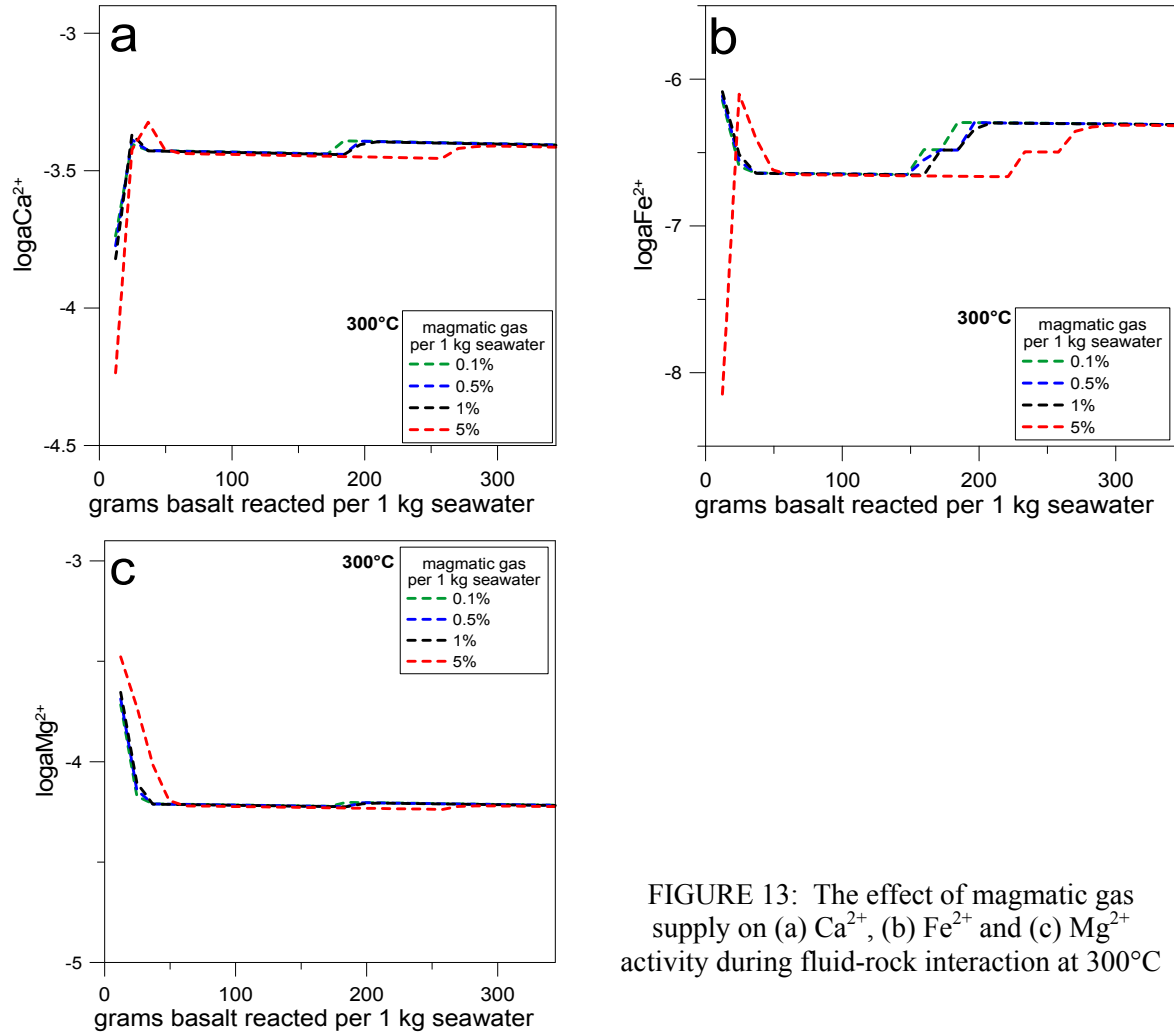 a
-3
-3.5
-4
-4.5
logaCa2+
0
100
200
300
grams basalt reacted per 1 kg seawater
300°C
magmatic gas
per 1 kg seawater
0.1%
0.5%
1%
5%
b
-6
-7
-8
logaFe2+
0
100
200
300
grams basalt reacted per 1 kg seawater
300°C
magmatic gas
per 1 kg seawater
0.1%
0.5%
1%
5%
c
-3
-4
-5
logaMg2+
0
100
200
300
grams basalt reacted per 1 kg seawater
300°C
magmatic gas
per 1 kg seawater
0.1%
0.5%
1%
5%
FIGURE 13: The effect of magmatic gas
supply on (a) Ca2+, (b) Fe2+ and (c) Mg2+
activity during fluid-rock interaction at 300°C